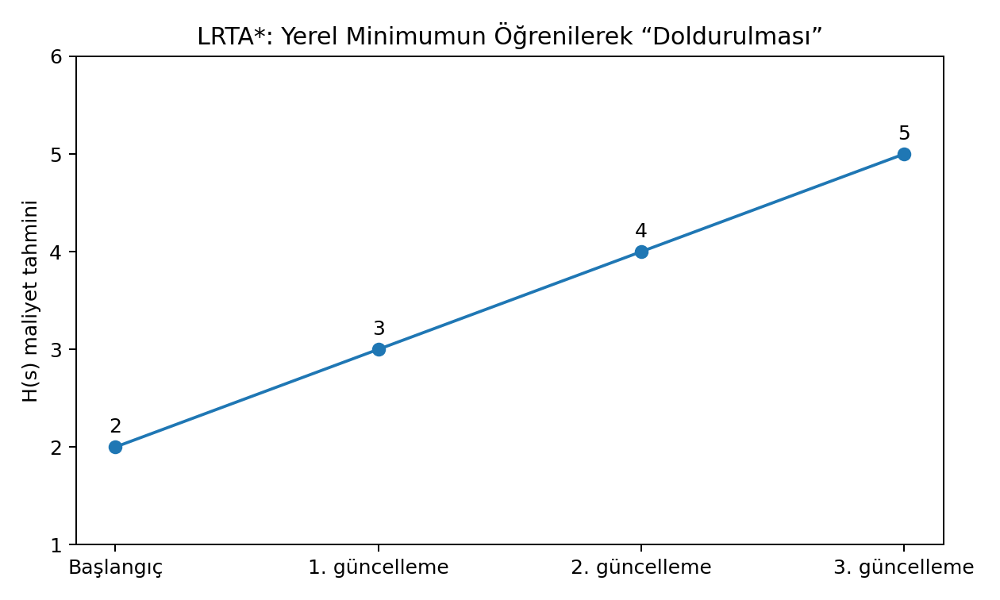 LRTA*: Yerel Minimumun Öğrenilerek “Doldurulması”
H(s) maliyet tahmini
6
5
4
3
2
1
2
3
4
5
Başlangıç
1. güncelleme
2. güncelleme
3. güncelleme